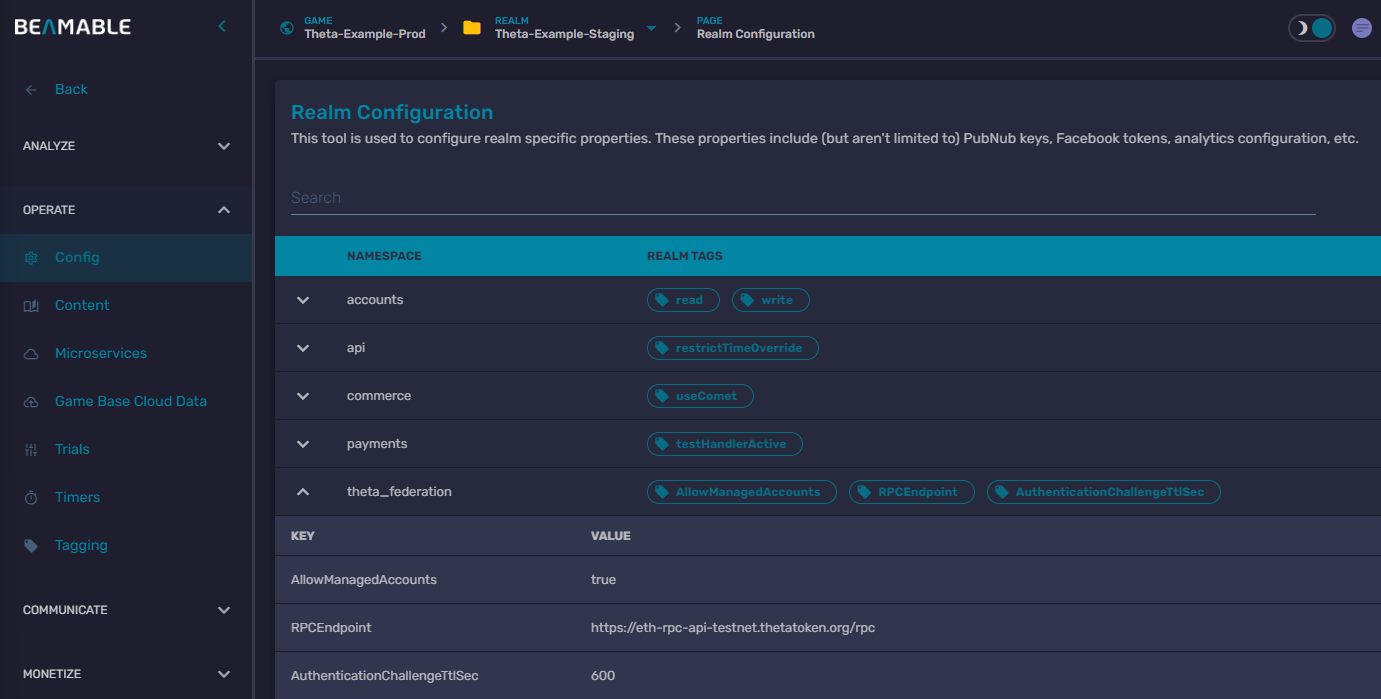 BEAMABLE
GAME
Theta-Example-Prod
REALM
Theta-Example-Staging
PAGE
Realm Configuration
Back
ANALYZE
OPERATE
Config
Content
Microservices
Game Base Cloud Data
Trials
Timers
Tagging
COMMUNICATE
MONETIZE
Realm Configuration
This tool is used to configure realm specific properties. These properties include (but aren't limited to) PubNub keys, Facebook tokens, analytics configuration, etc.
Search
NAMESPACE REALM TAGS
accounts read write
api restrictTimeOverride
commerce useComet
payments testHandlerActive
theta_federation AllowManagedAccounts RPCEndpoint AuthenticationChallengeTtlSec
KEY VALUE
AllowManagedAccounts true
RPCEndpoint https://eth-rpc-api-testnet.thetatoken.org/rpc
AuthenticationChallengeTtlSec 600